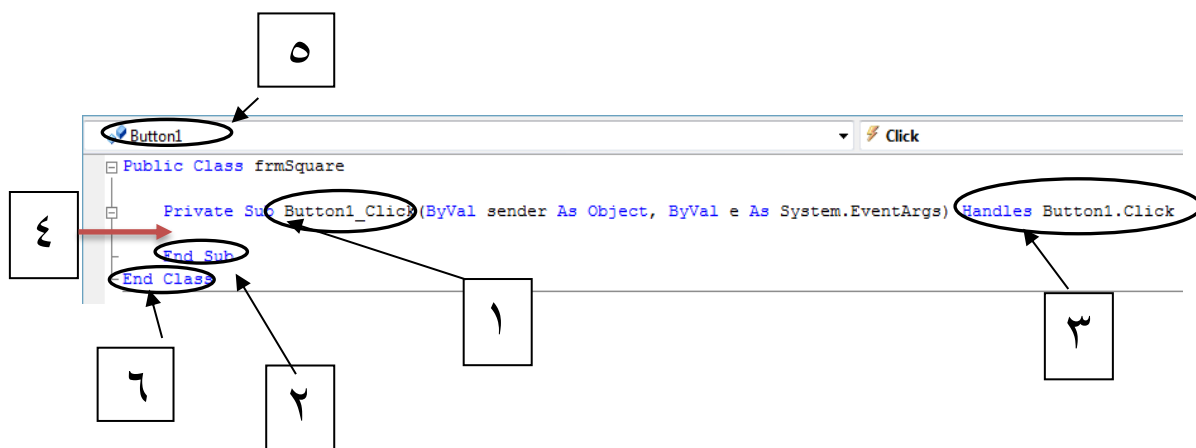 ٥
Button1 Click
Public Class frmSquare
Private Sub Button1_Click(ByVal sender As Object, ByVal e As System.EventArgs) Handles Button1.Click
٤
End Sub
End Class
١
٣
٦
٢